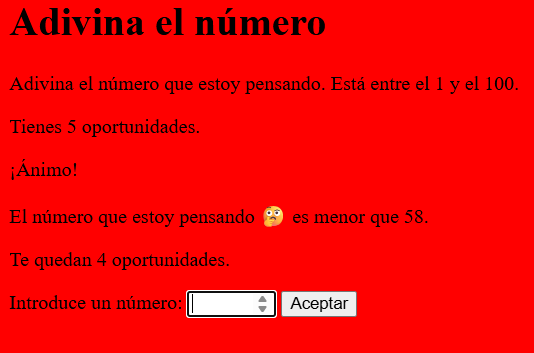 Adivina el número
Adivina el número que estoy pensando. Está entre el 1 y el 100.
Tienes 5 oportunidades.
¡Ánimo!
El número que estoy pensando 🤔 es menor que 58.
Te quedan 4 oportunidades.
Introduce un número: Aceptar